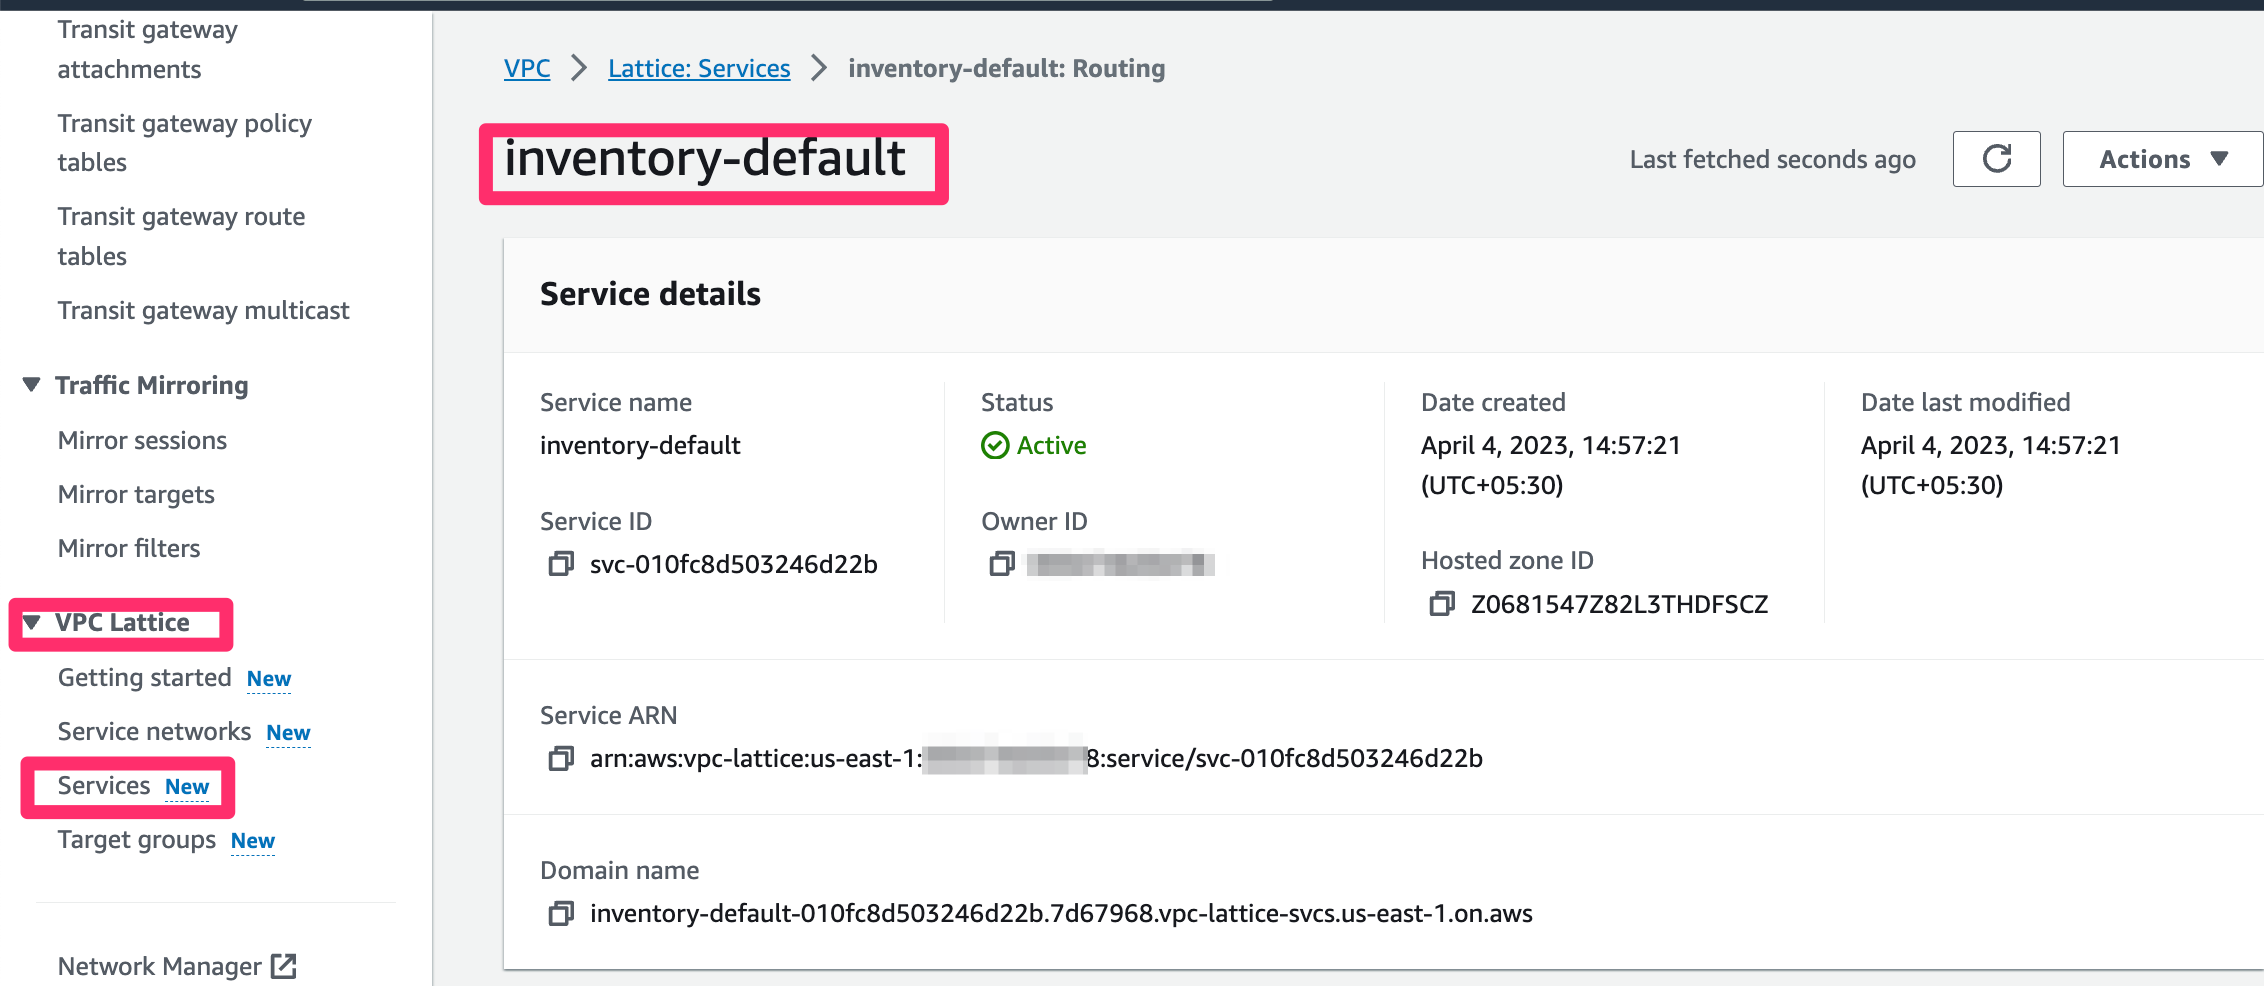 Transit gateway
attachments
Transit gateway policy
tables
Transit gateway route
tables
Transit gateway multicast
Traffic Mirroring
Mirror sessions
Mirror targets
Mirror filters
VPC Lattice
Getting started New
Service networks New
Services New
Target groups New
Network Manager
VPC > Lattice: Services > inventory-default: Routing
inventory-default
Last fetched seconds ago
Actions
Service details
Service name
inventory-default
Service ID
svc-010fc8d503246d22b
Status
Active
Owner ID
Date created
April 4, 2023, 14:57:21
(UTC+05:30)
Hosted zone ID
Z0681547Z82L3THDFSCZ
Date last modified
April 4, 2023, 14:57:21
(UTC+05:30)
Service ARN
arn:aws:vpc-lattice:us-east-1: 8:service/svc-010fc8d503246d22b
Domain name
inventory-default-010fc8d503246d22b.7d67968.vpc-lattice-svcs.us-east-1.on.aws